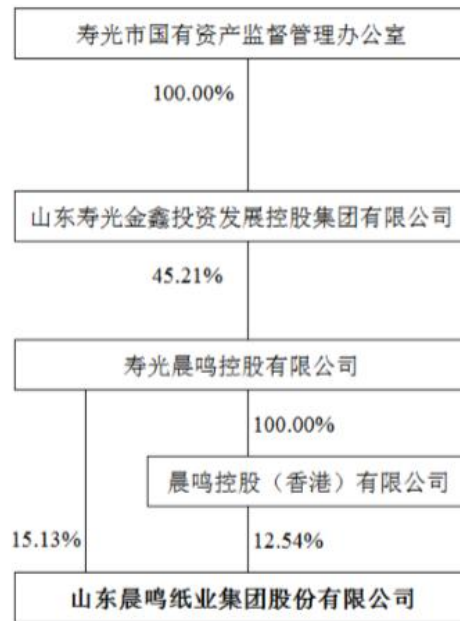 寿光市国有资产监督管理办公室
100.00%
山东寿光金鑫投资发展控股集团有限公司
45.21%
寿光晨鸣控股有限公司
100.00%
晨鸣控股（香港）有限公司
15.13%
12.54%
山东晨鸣纸业集团股份有限公司